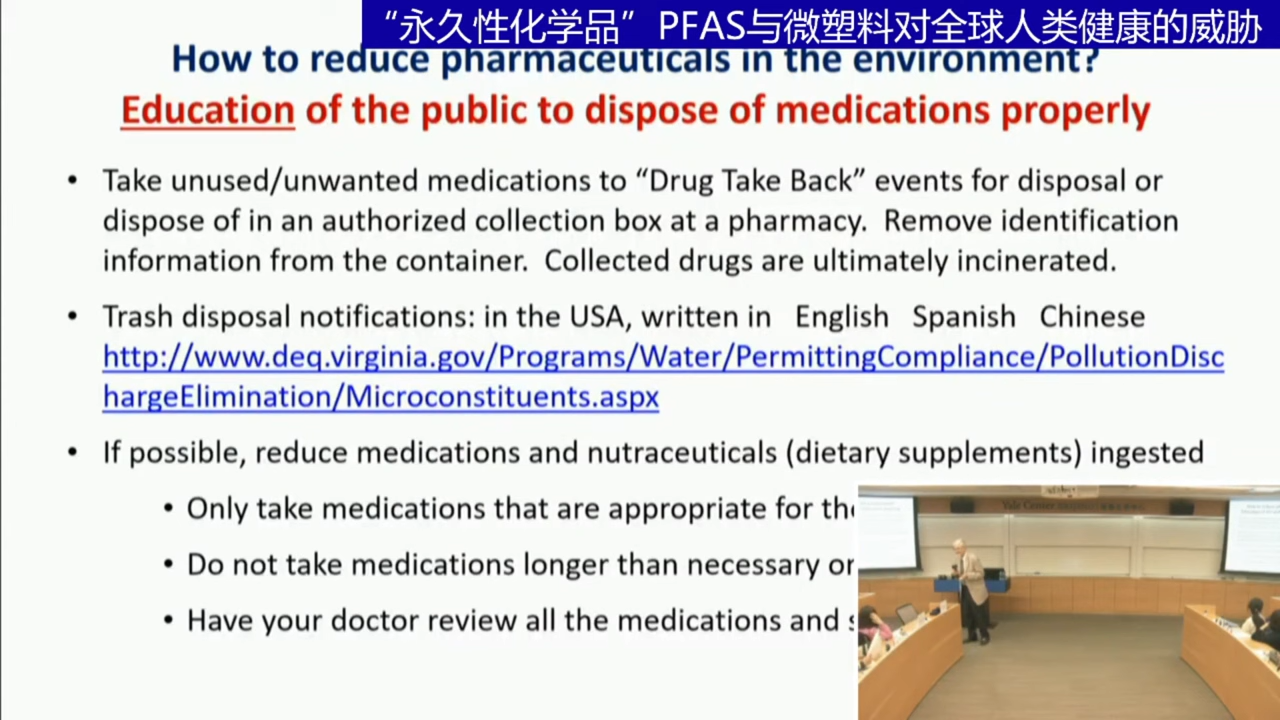 “永久性化学品”PFAS与微塑料对全球人类健康的威胁
How to reduce pharmaceuticals in the environment?
Education of the public to dispose of medications properly
• Take unused/unwanted medications to “Drug Take Back” events for disposal or
dispose of in an authorized collection box at a pharmacy. Remove identification
information from the container. Collected drugs are ultimately incinerated.
• Trash disposal notifications: in the USA, written in English Spanish Chinese
http://www.deq.virginia.gov/Programs/Water/PermittingCompliance/PollutionDisc
hargeElimination/Microconstituents.aspx
• If possible, reduce medications and nutraceuticals (dietary supplements) ingested
• Only take medications that are appropriate for
• Do not take medications longer than necessary or
• Have your doctor review all the medications and
Yale Center